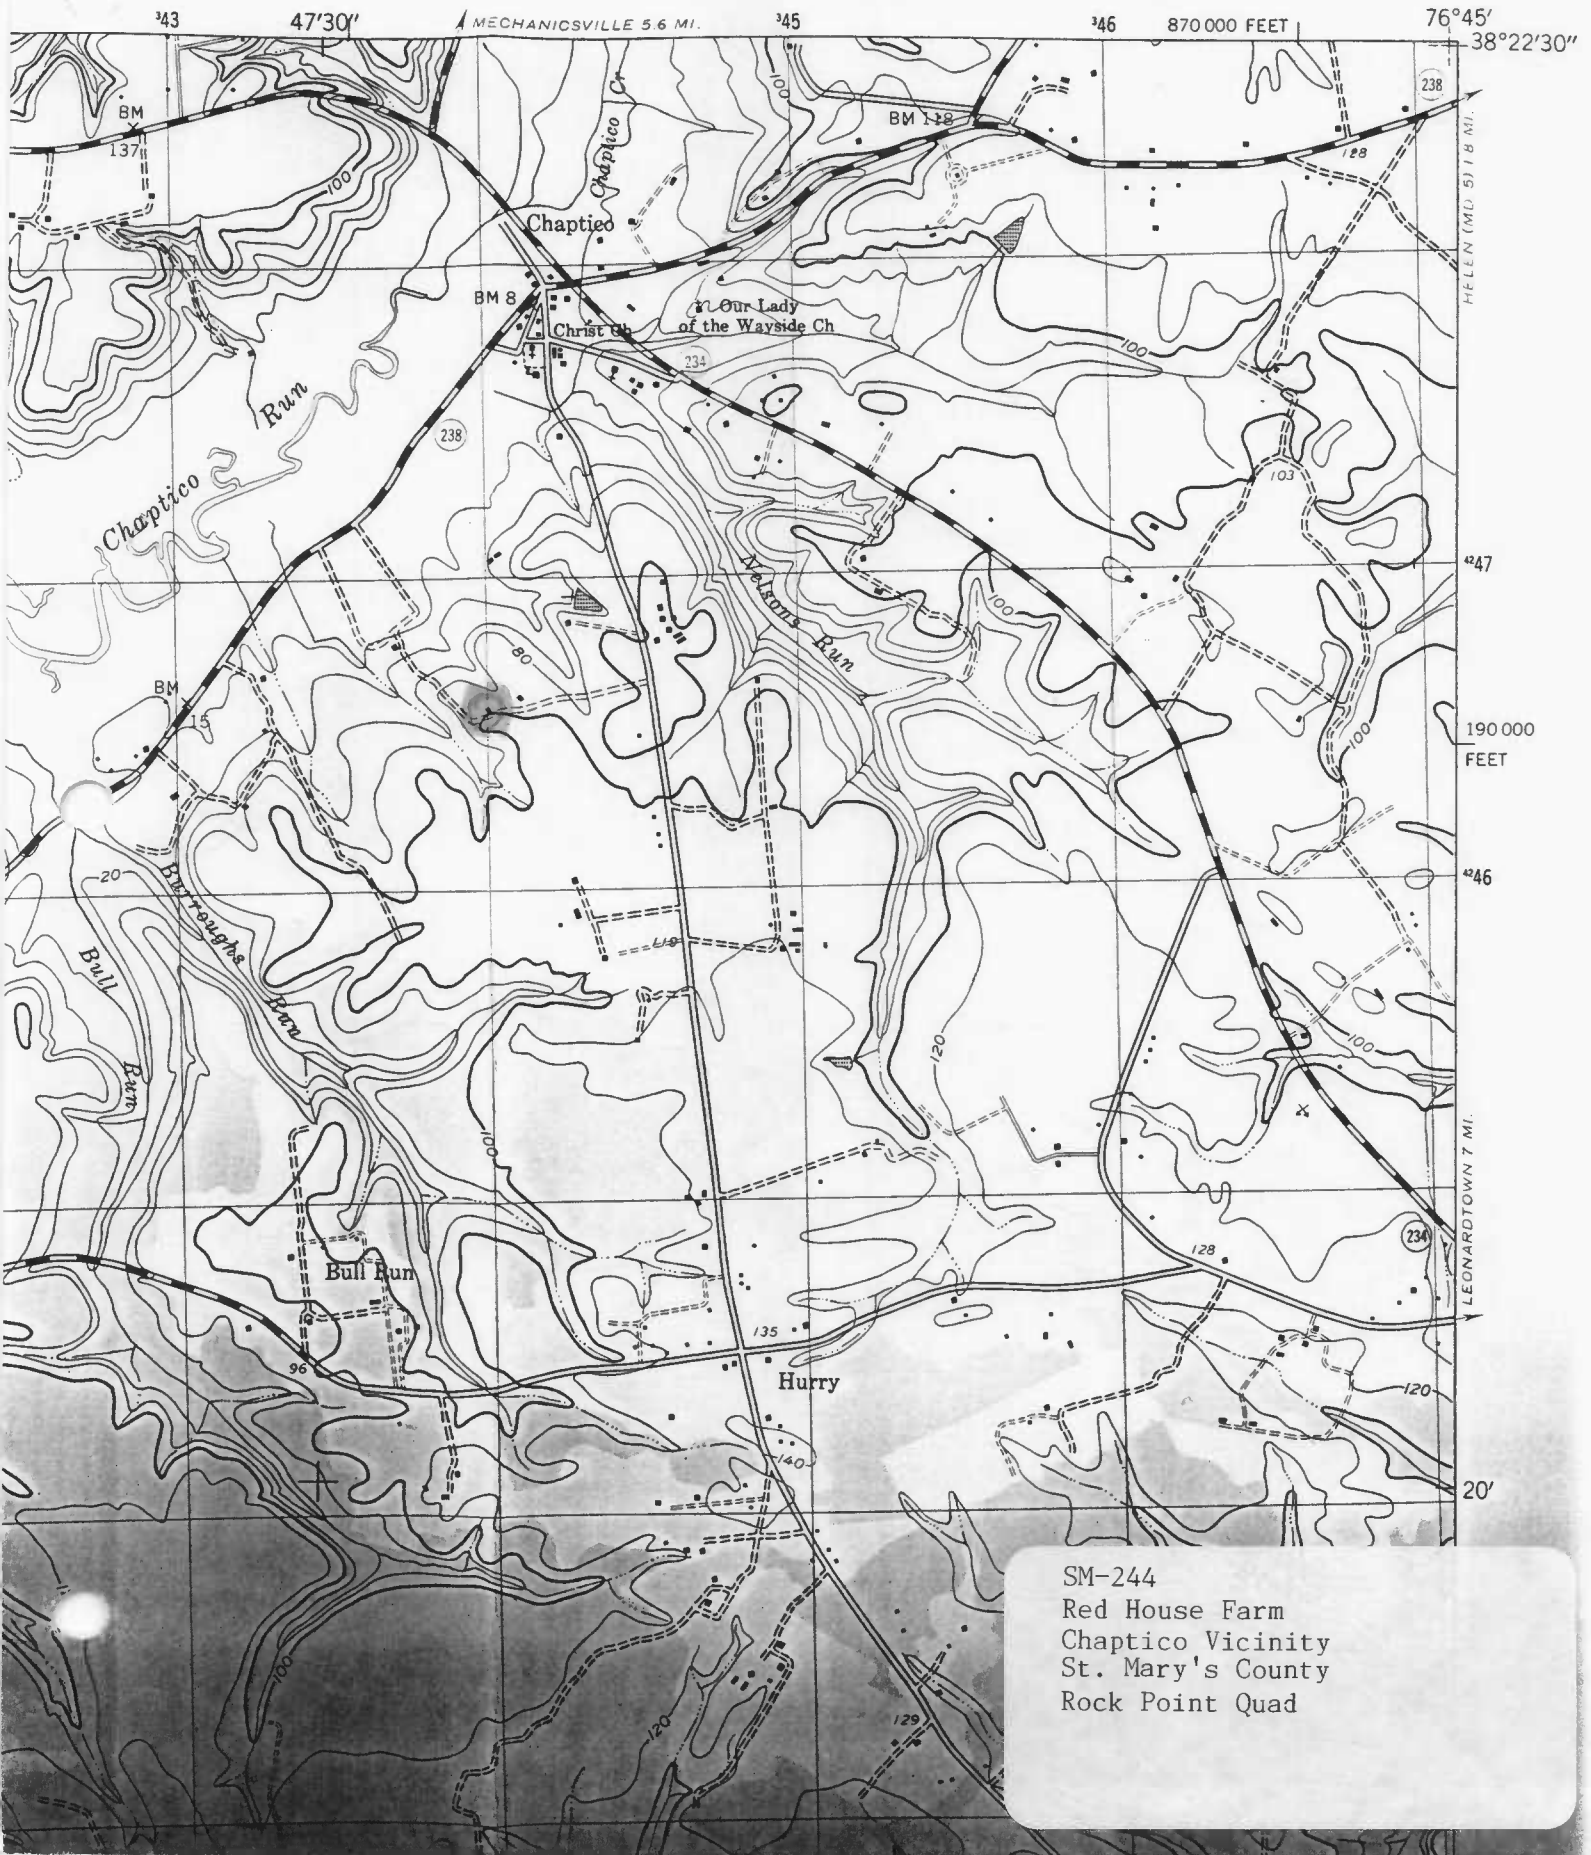 ³43 47'30" MECHANICSVILLE 5.6 MI. ³45 ³46 870 000 FEET 76°45'
38°22'30"
238
BM
137
100
Chaptico Cr
100
BM 118
128
HELEN (MD 5) 1.8 MI.
100
Chaptico
BM 8
Our Lady
of the Wayside Ch
Christ Ch
234
100
Run
238
103
Chaptico
⁴²47
Nelsons Run
100
80
BM
15
100
190 000
FEET
20
⁴²46
Burroughs Run
Bull Run
119
120
100
100
LEONARDTOWN 7 MI.
234
128
Bull Run
135
96
Hurry
120
140
20'
100
120
129
SM-244
Red House Farm
Chaptico Vicinity
St. Mary's County
Rock Point Quad